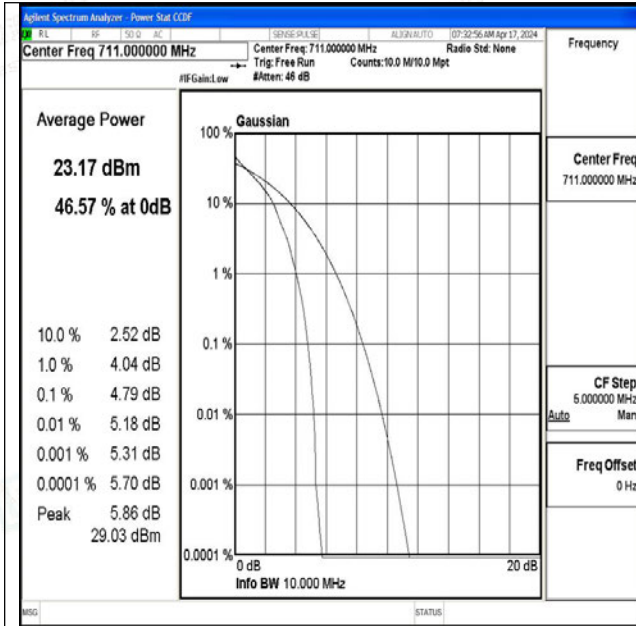 Agilent Spectrum Analyzer - Power Stat CCDF
RL RF 50 Ω AC SENSE:PULSE ALIGNAUTO 07:32:56 AM Apr 17, 2024
Center Freq 711.000000 MHz
Center Freq: 711.000000 MHz Radio Std: None
Trig: Free Run Counts:10.0 M/10.0 Mpt
#IFGain:Low #Atten: 46 dB
Frequency
Average Power
23.17 dBm
46.57 % at 0dB
10.0 % 2.52 dB
1.0 % 4.04 dB
0.1 % 4.79 dB
0.01 % 5.18 dB
0.001 % 5.31 dB
0.0001 % 5.70 dB
Peak 5.86 dB
29.03 dBm
Gaussian
100 %
10 %
1 %
0.1 %
0.01 %
0.001 %
0.0001 %
0 dB 20 dB
Info BW 10.000 MHz
Center Freq
711.000000 MHz
CF Step
5.000000 MHz
Auto Man
Freq Offset
0 Hz
MSG STATUS